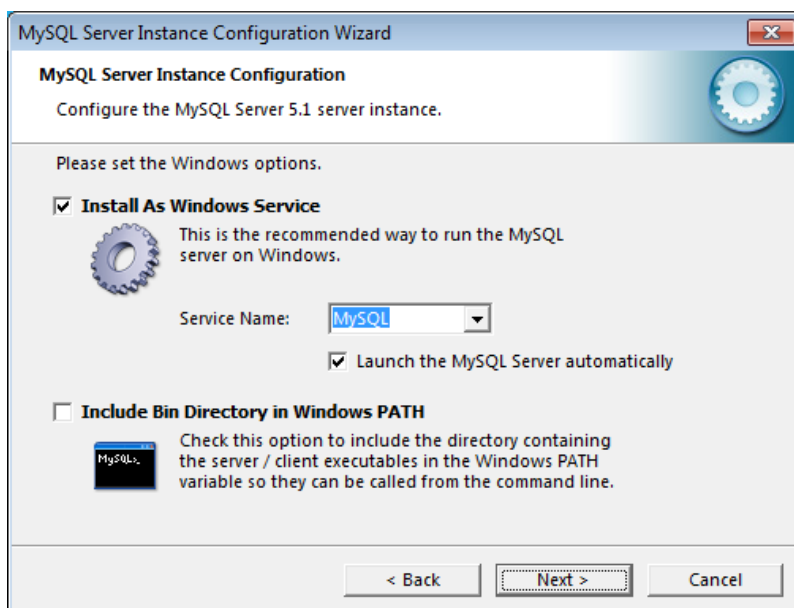 MySQL Server Instance Configuration Wizard
MySQL Server Instance Configuration
Configure the MySQL Server 5.1 server instance.
Please set the Windows options.
Install As Windows Service
This is the recommended way to run the MySQL
server on Windows.
Service Name: MySQL
Launch the MySQL Server automatically
Include Bin Directory in Windows PATH
MySQL>_
Check this option to include the directory containing
the server / client executables in the Windows PATH
variable so they can be called from the command line.
< Back Next > Cancel